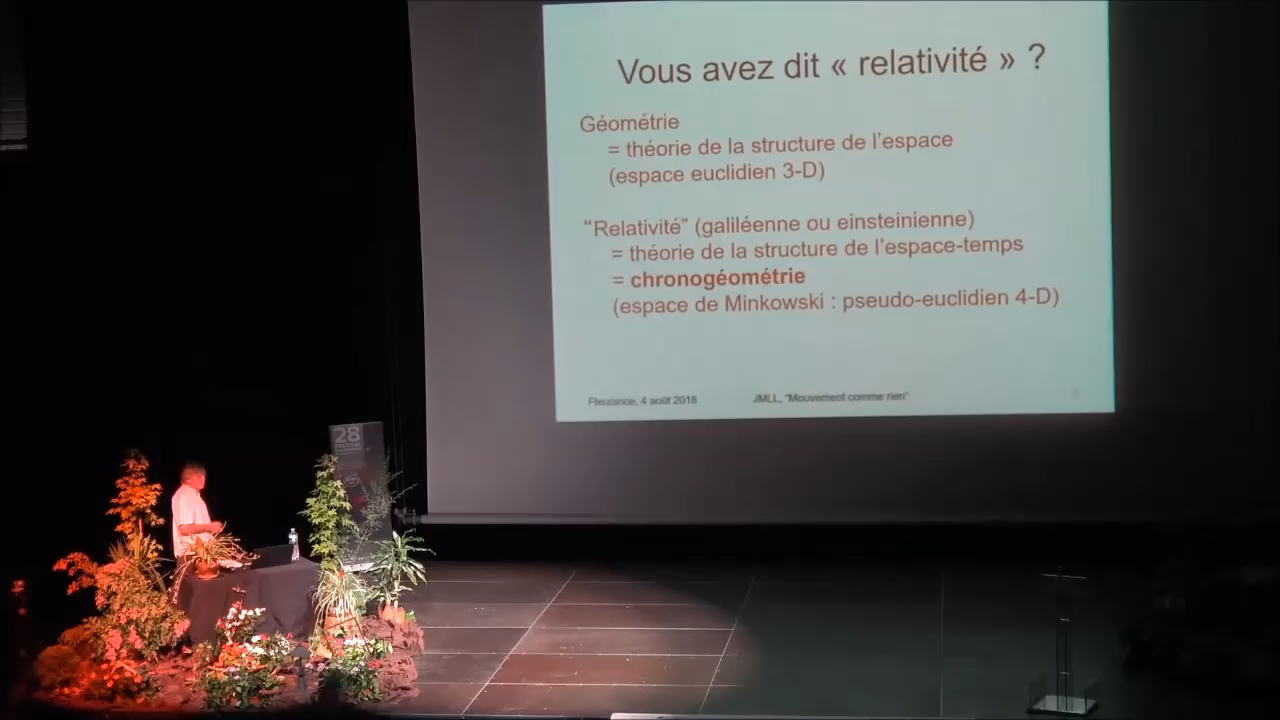 Vous avez dit « relativité » ?
Géométrie
= théorie de la structure de l'espace
(espace euclidien 3-D)
“Relativité” (galiléenne ou einsteinienne)
= théorie de la structure de l'espace-temps
= chronogéométrie
(espace de Minkowski : pseudo-euclidien 4-D)
Fleurance, 4 août 2018
JMLL, “Mouvement comme rien”
28
FESTIVAL